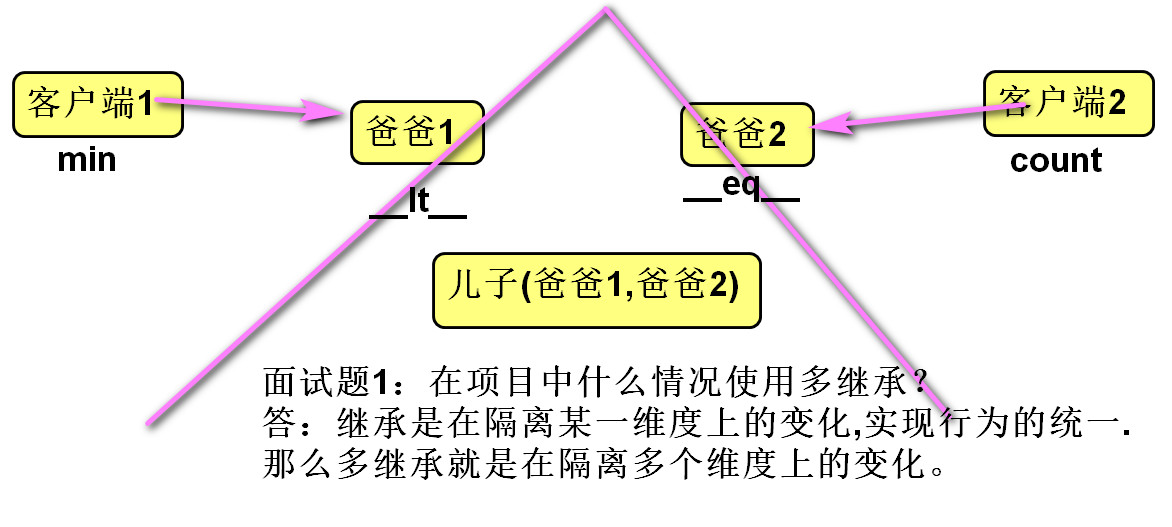 客户端1
min
爸爸1
__lt__
爸爸2
__eq__
客户端2
count
儿子(爸爸1,爸爸2)
面试题1：在项目中什么情况使用多继承？
答：继承是在隔离某一维度上的变化,实现行为的统一.
那么多继承就是在隔离多个维度上的变化。